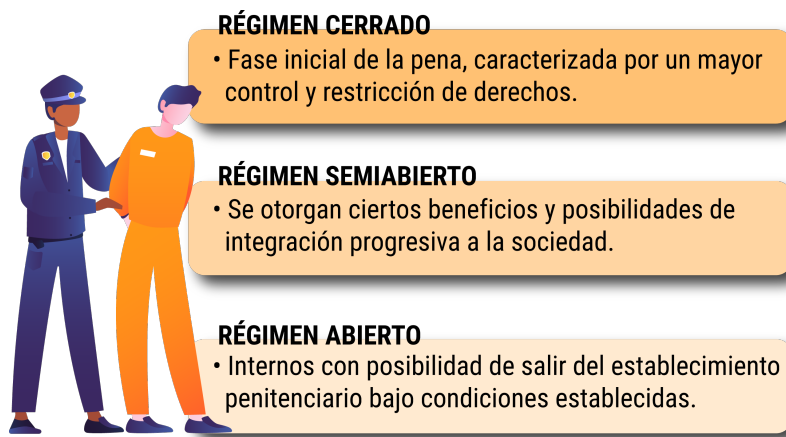 RÉGIMEN CERRADO
• Fase inicial de la pena, caracterizada por un mayor
control y restricción de derechos.
RÉGIMEN SEMIABIERTO
• Se otorgan ciertos beneficios y posibilidades de
integración progresiva a la sociedad.
RÉGIMEN ABIERTO
• Internos con posibilidad de salir del establecimiento
penitenciario bajo condiciones establecidas.